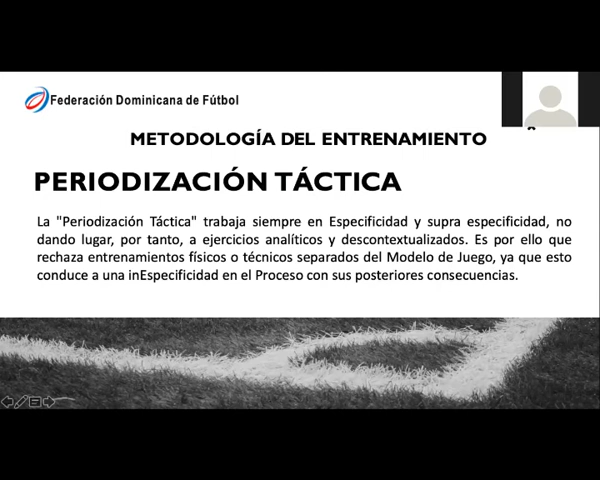 Federación Dominicana de Fútbol
METODOLOGÍA DEL ENTRENAMIENTO
PERIODIZACIÓN TÁCTICA
La "Periodización Táctica" trabaja siempre en Especificidad y supra especificidad, no
dando lugar, por tanto, a ejercicios analíticos y descontextualizados. Es por ello que
rechaza entrenamientos físicos o técnicos separados del Modelo de Juego, ya que esto
conduce a una inEspecificidad en el Proceso con sus posteriores consecuencias.